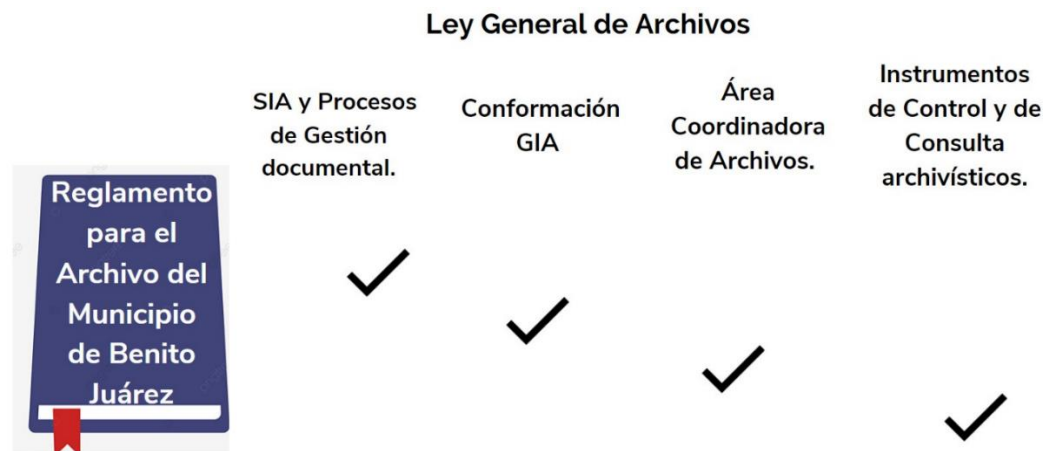 Ley General de Archivos
SIA y Procesos
de Gestión
documental.
Conformación
GIA
Área
Coordinadora
de Archivos.
Instrumentos
de Control y de
Consulta
archivísticos.
Reglamento
para el
Archivo del
Municipio
de Benito
Juárez